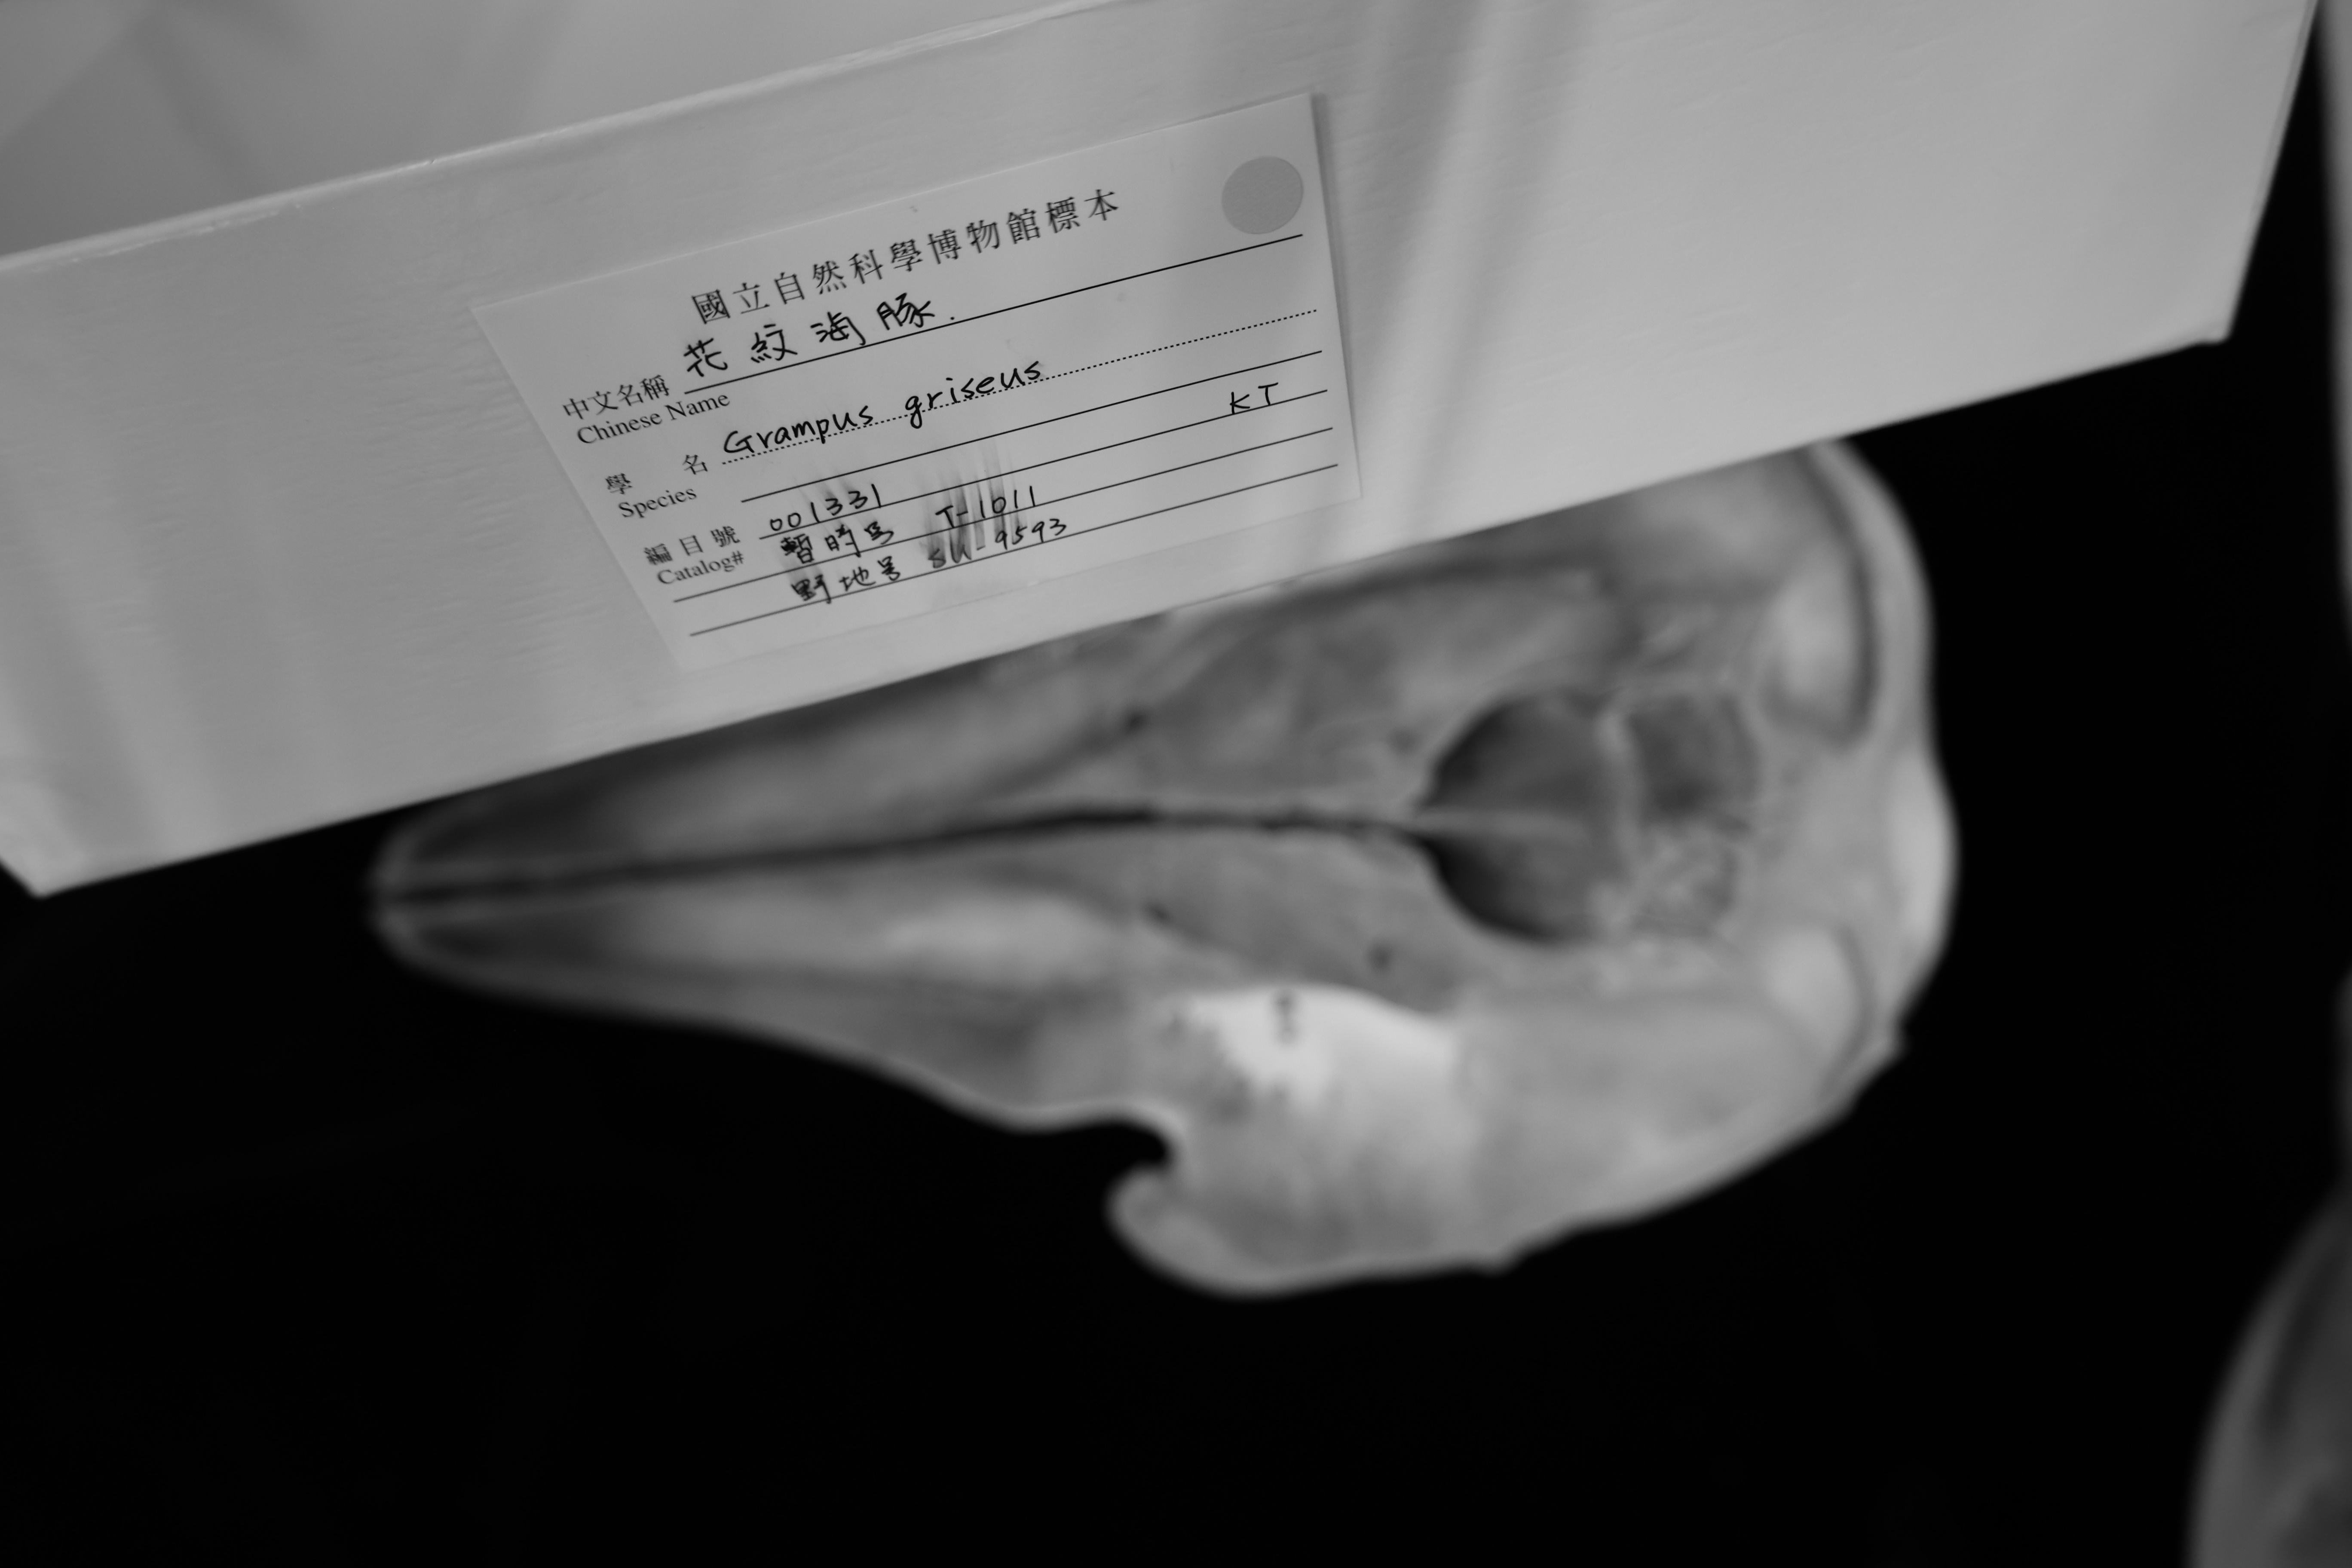 國立自然科學博物館標本
中文名稱 花紋海豚.
Chinese Name
學名 Grampus griseus
Species
KT
編目號 001331
Catalog#
暫時号 T-1011
野地号 -9593